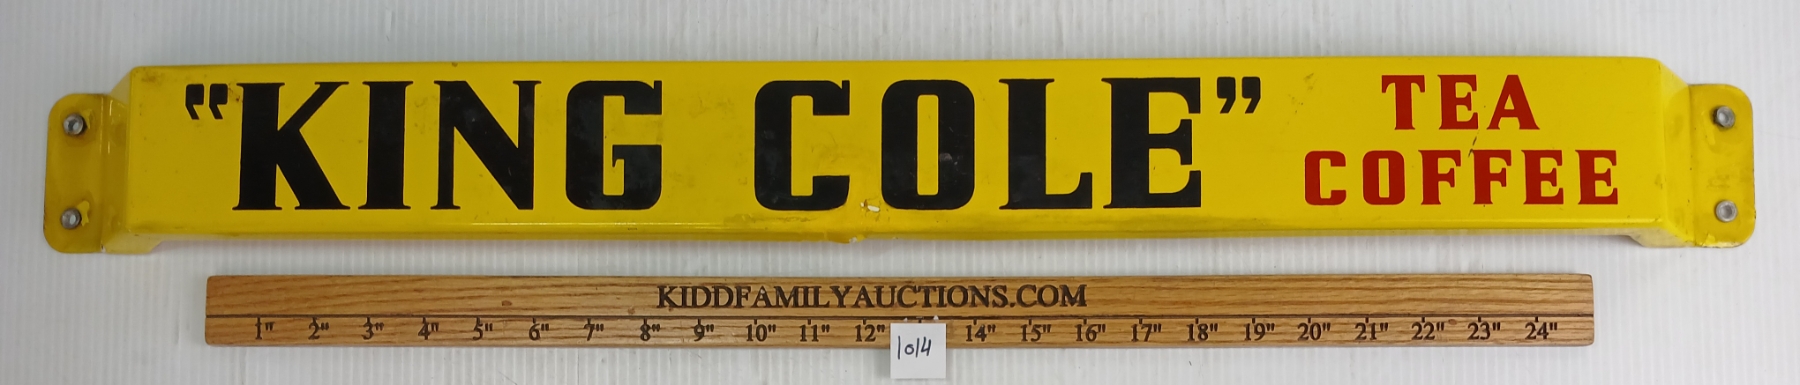 "KING COLE" TEA
COFFEE
KIDDFAMILYAUCTIONS.COM
1" 2" 3" 4" 5" 6" 7" 8" 9" 10" 11" 12" 14" 15" 16" 17" 18" 19" 20" 21" 22" 23" 24"
1014